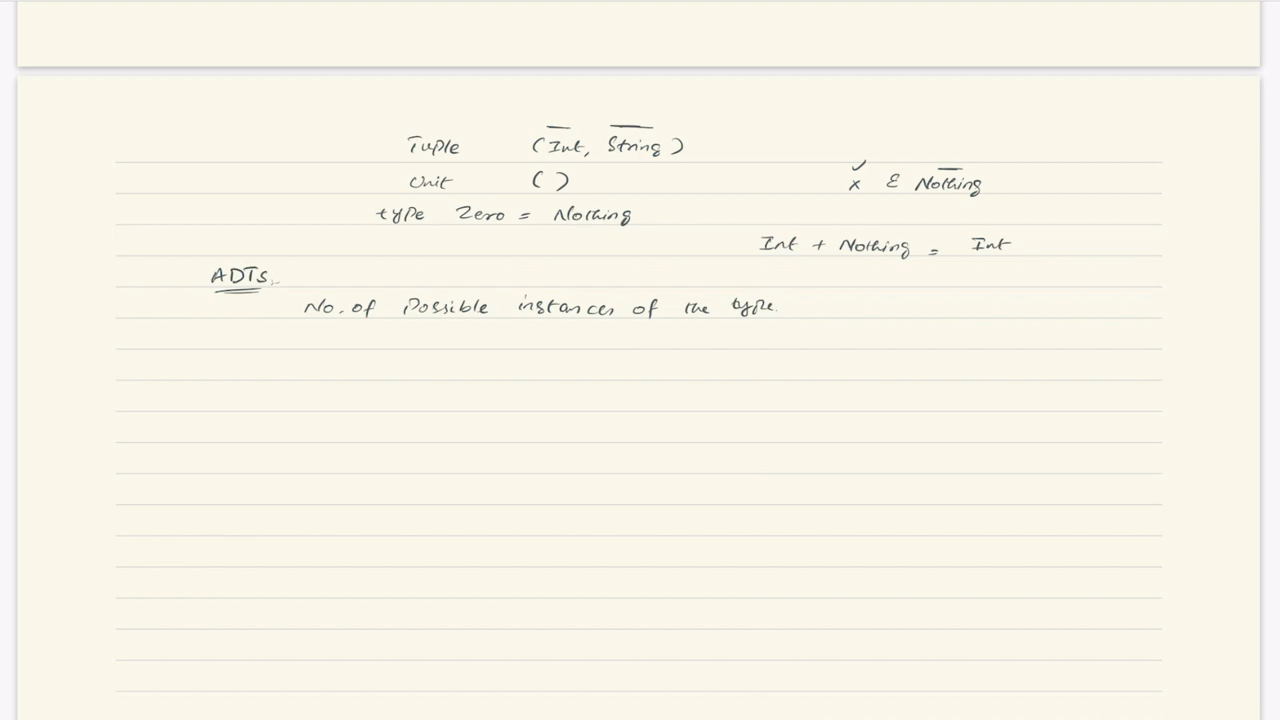 Tuple (Int, String)
Unit ( )
x ε Nothing
type Zero = Nothing
Int + Nothing = Int
ADTs.
No. of Possible instances of the type.